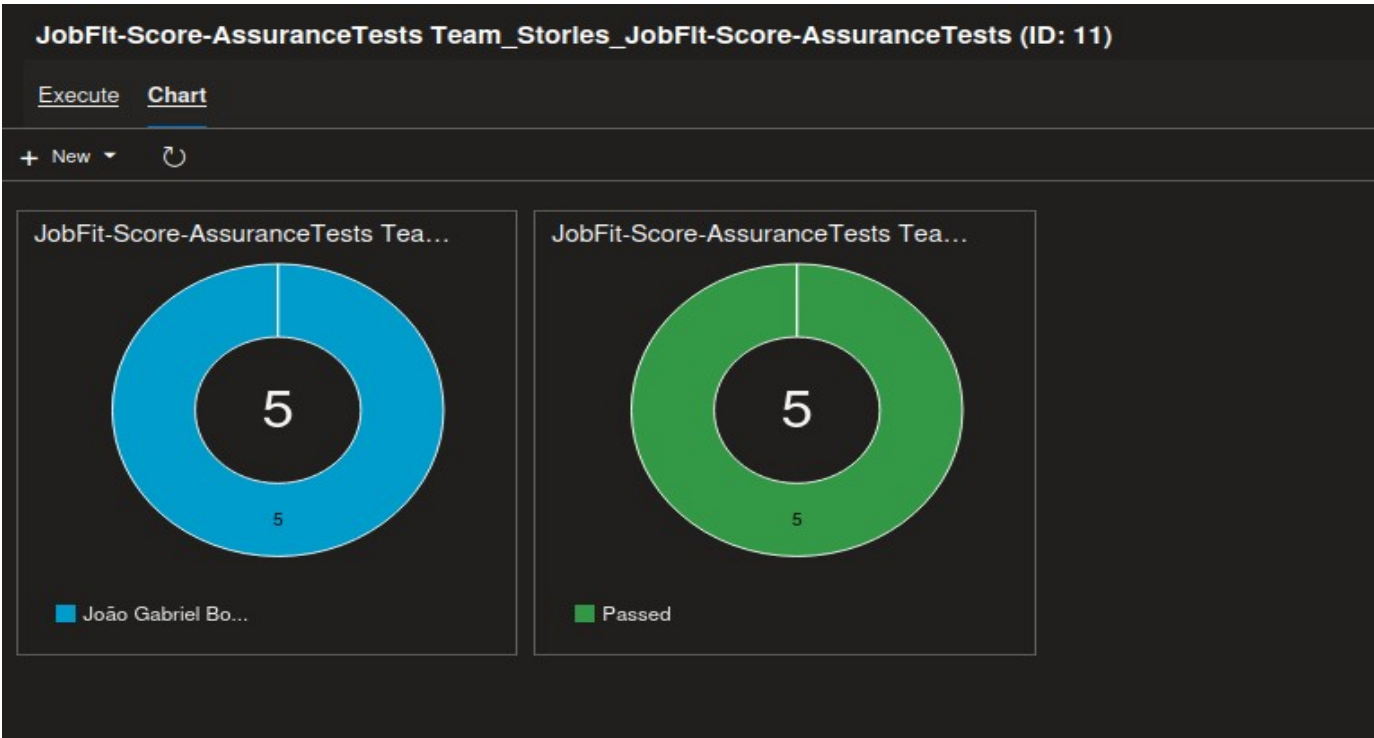 JobFit-Score-AssuranceTests Team_Stories_JobFit-Score-AssuranceTests (ID: 11)
Execute Chart
+ New
JobFit-Score-AssuranceTests Tea...
5
5
João Gabriel Bo...
JobFit-Score-AssuranceTests Tea...
5
5
Passed